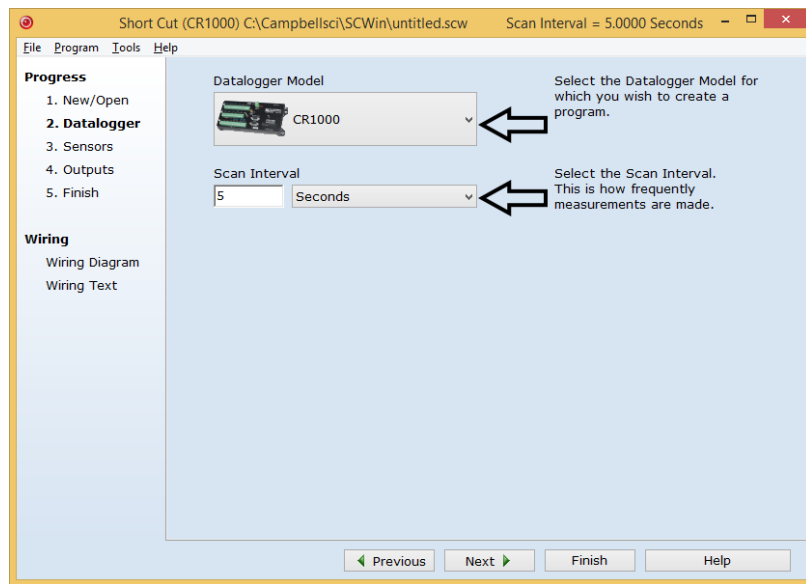 Short Cut (CR1000) C:\Campbellsci\SCWin\untitled.scw Scan Interval = 5.0000 Seconds
File Program Tools Help
Progress
1. New/Open
2. Datalogger
3. Sensors
4. Outputs
5. Finish
Wiring
Wiring Diagram
Wiring Text
Datalogger Model
CR1000
Select the Datalogger Model for
which you wish to create a
program.
Scan Interval
5 Seconds
Select the Scan Interval.
This is how frequently
measurements are made.
Previous Next Finish Help